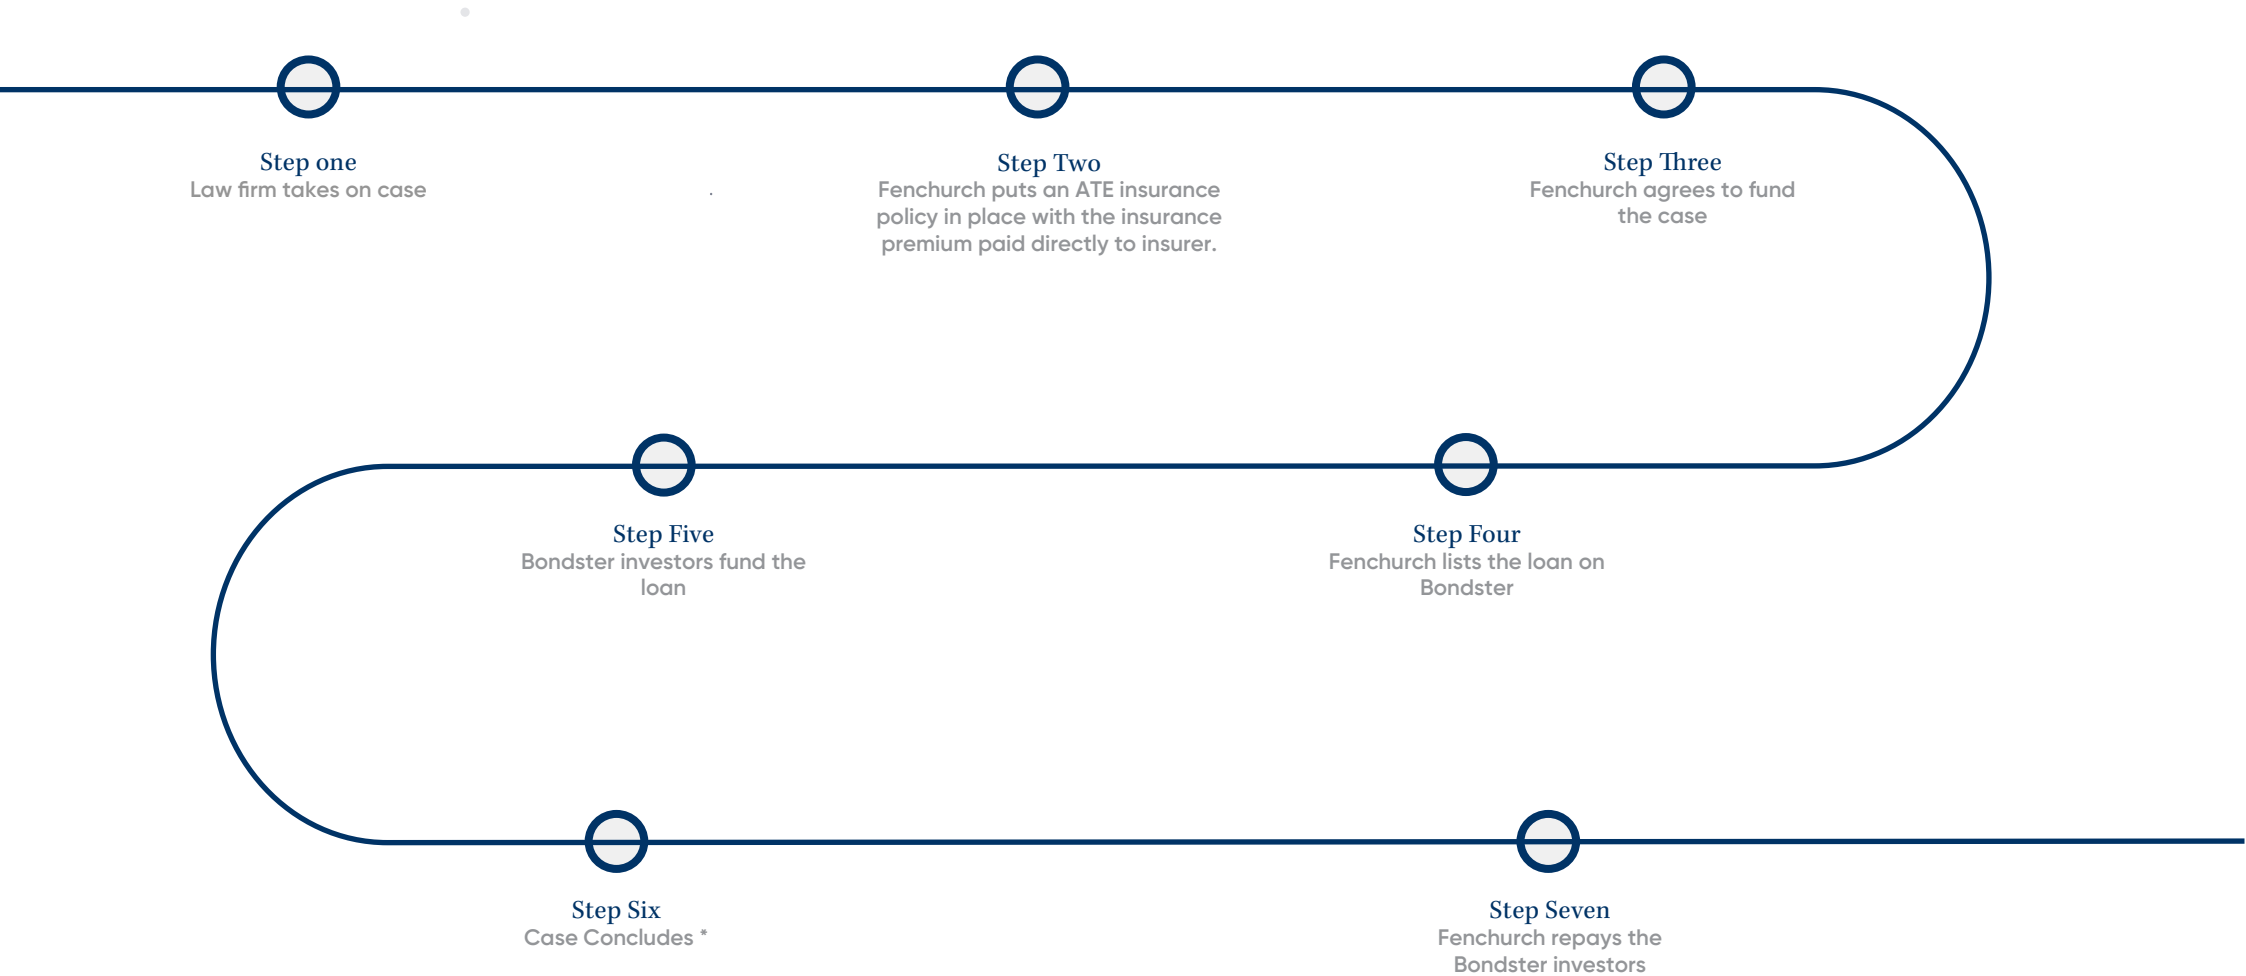 Step one
Law firm takes on case
Step Two
Fenchurch puts an ATE insurance
policy in place with the insurance
premium paid directly to insurer.
Step Three
Fenchurch agrees to fund
the case
Step Four
Fenchurch lists the loan on
Bondster
Step Five
Bondster investors fund the
loan
Step Six
Case Concludes *
Step Seven
Fenchurch repays the
Bondster investors